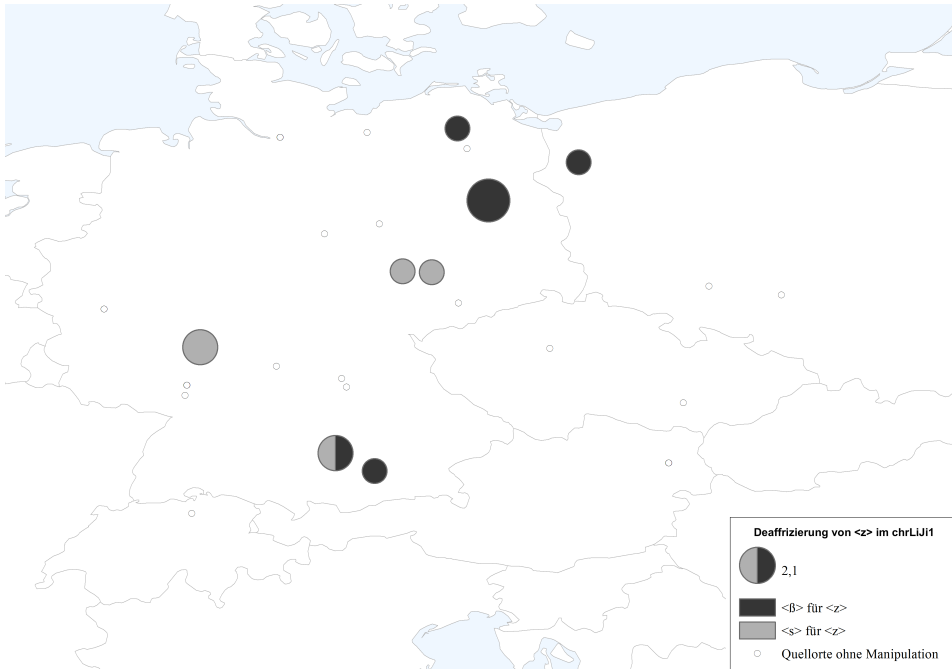 Deaffrizierung von <z> im chrLiJi1
2,1
<ß> für <z>
<s> für <z>
Quellorte ohne Manipulation